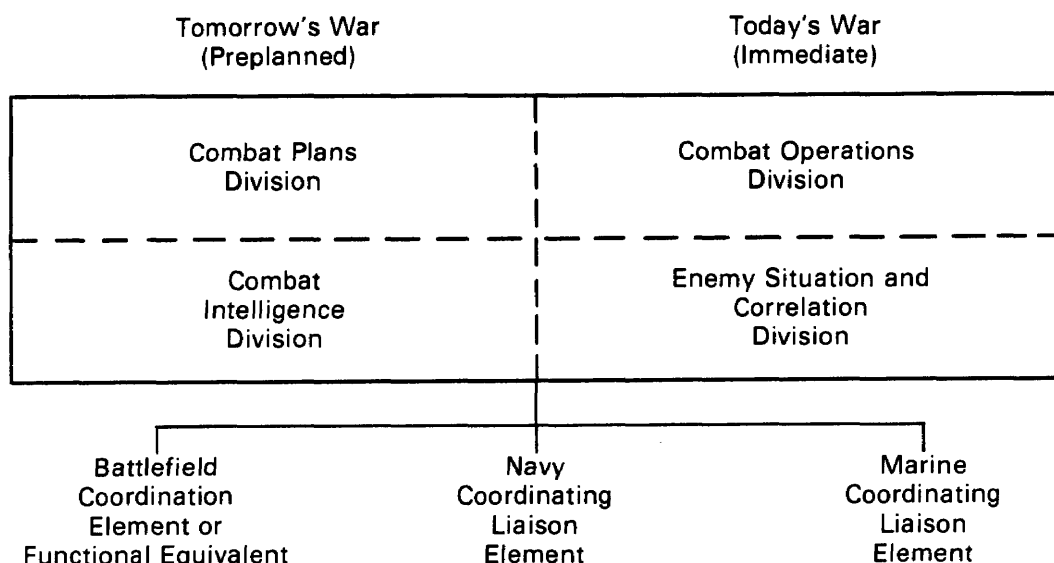 Tomorrow's War
(Preplanned)
Today's War
(Immediate)
Combat Plans
Division
Combat Operations
Division
Combat
Intelligence
Division
Enemy Situation and
Correlation
Division
Battlefield
Coordination
Element or
Functional Equivalent
Navy
Coordinating
Liaison
Element
Marine
Coordinating
Liaison
Element